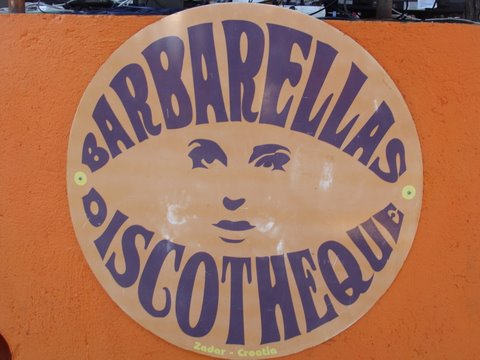 BARBARELLAS
DISCOTHEQUE
Zadar - Croatia